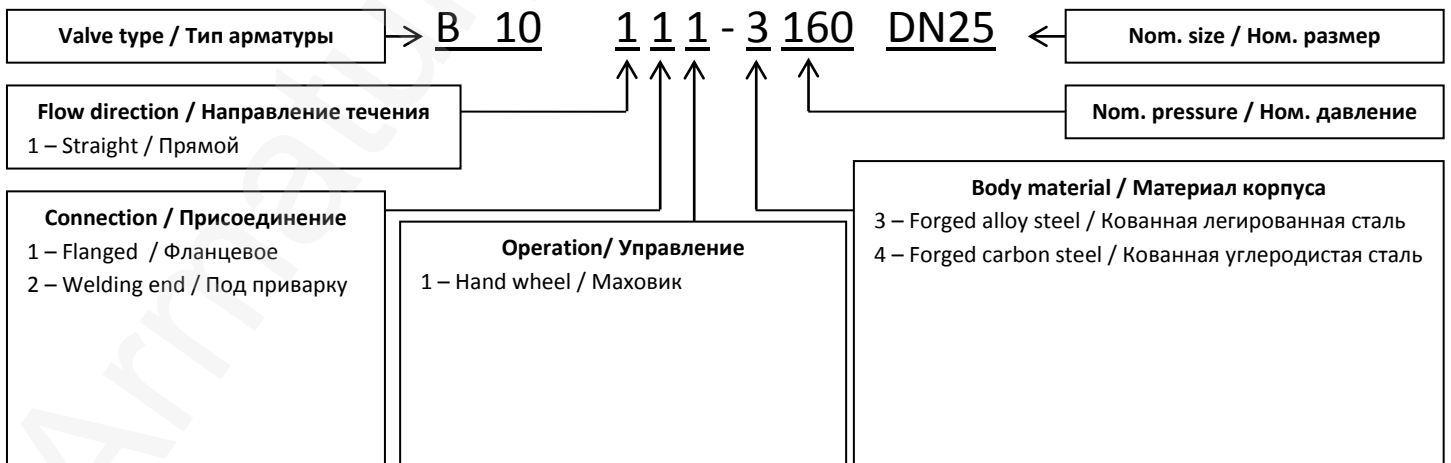 Valve type / Тип арматуры
B 10 1 1 1 - 3 160 DN25
Nom. size / Ном. размер
Flow direction / Направление течения
1 – Straight / Прямой
Nom. pressure / Ном. давление
Connection / Присоединение
1 – Flanged / Фланцевое
2 – Welding end / Под приварку
Operation/ Управление
1 – Hand wheel / Маховик
Body material / Материал корпуса
3 – Forged alloy steel / Кованная легированная сталь
4 – Forged carbon steel / Кованная углеродистая сталь